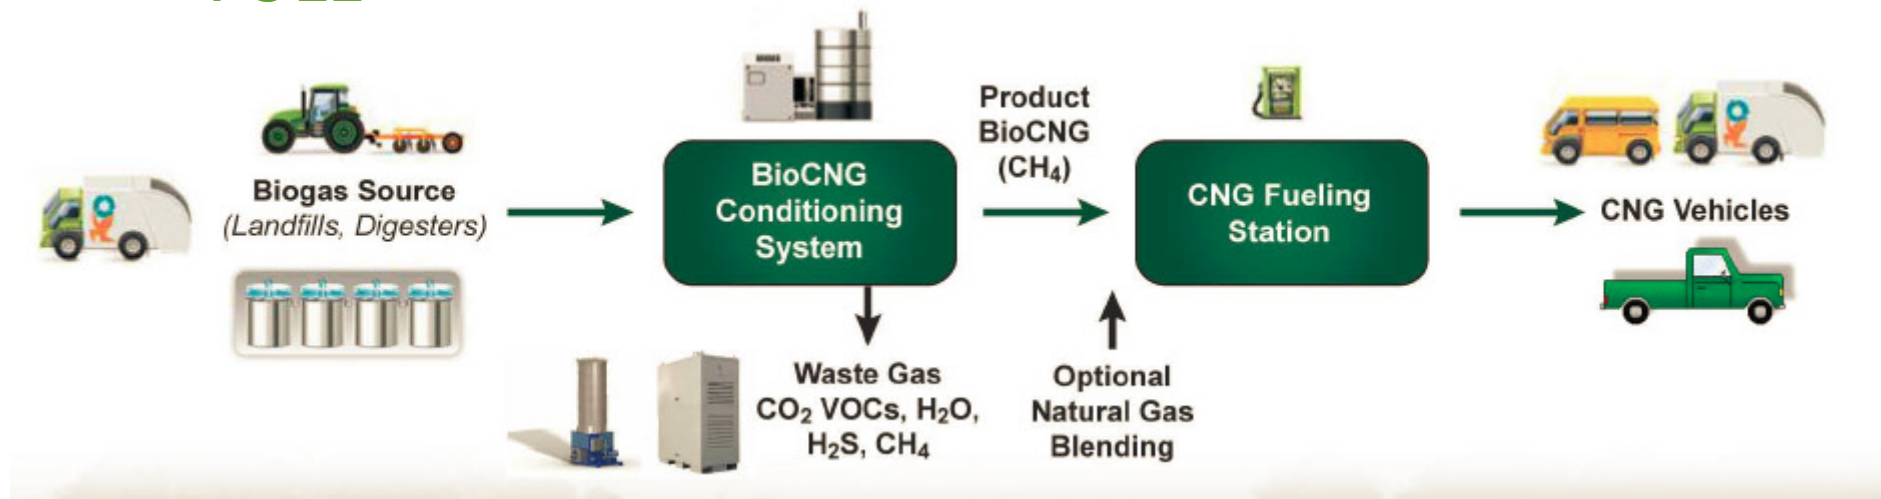 Biogas Source
(Landfills, Digesters)
BioCNG
Conditioning
System
Product
BioCNG
(CH₄)
CNG Fueling
Station
CNG Vehicles
Waste Gas
CO₂ VOCs, H₂O,
H₂S, CH₄
Optional
Natural Gas
Blending